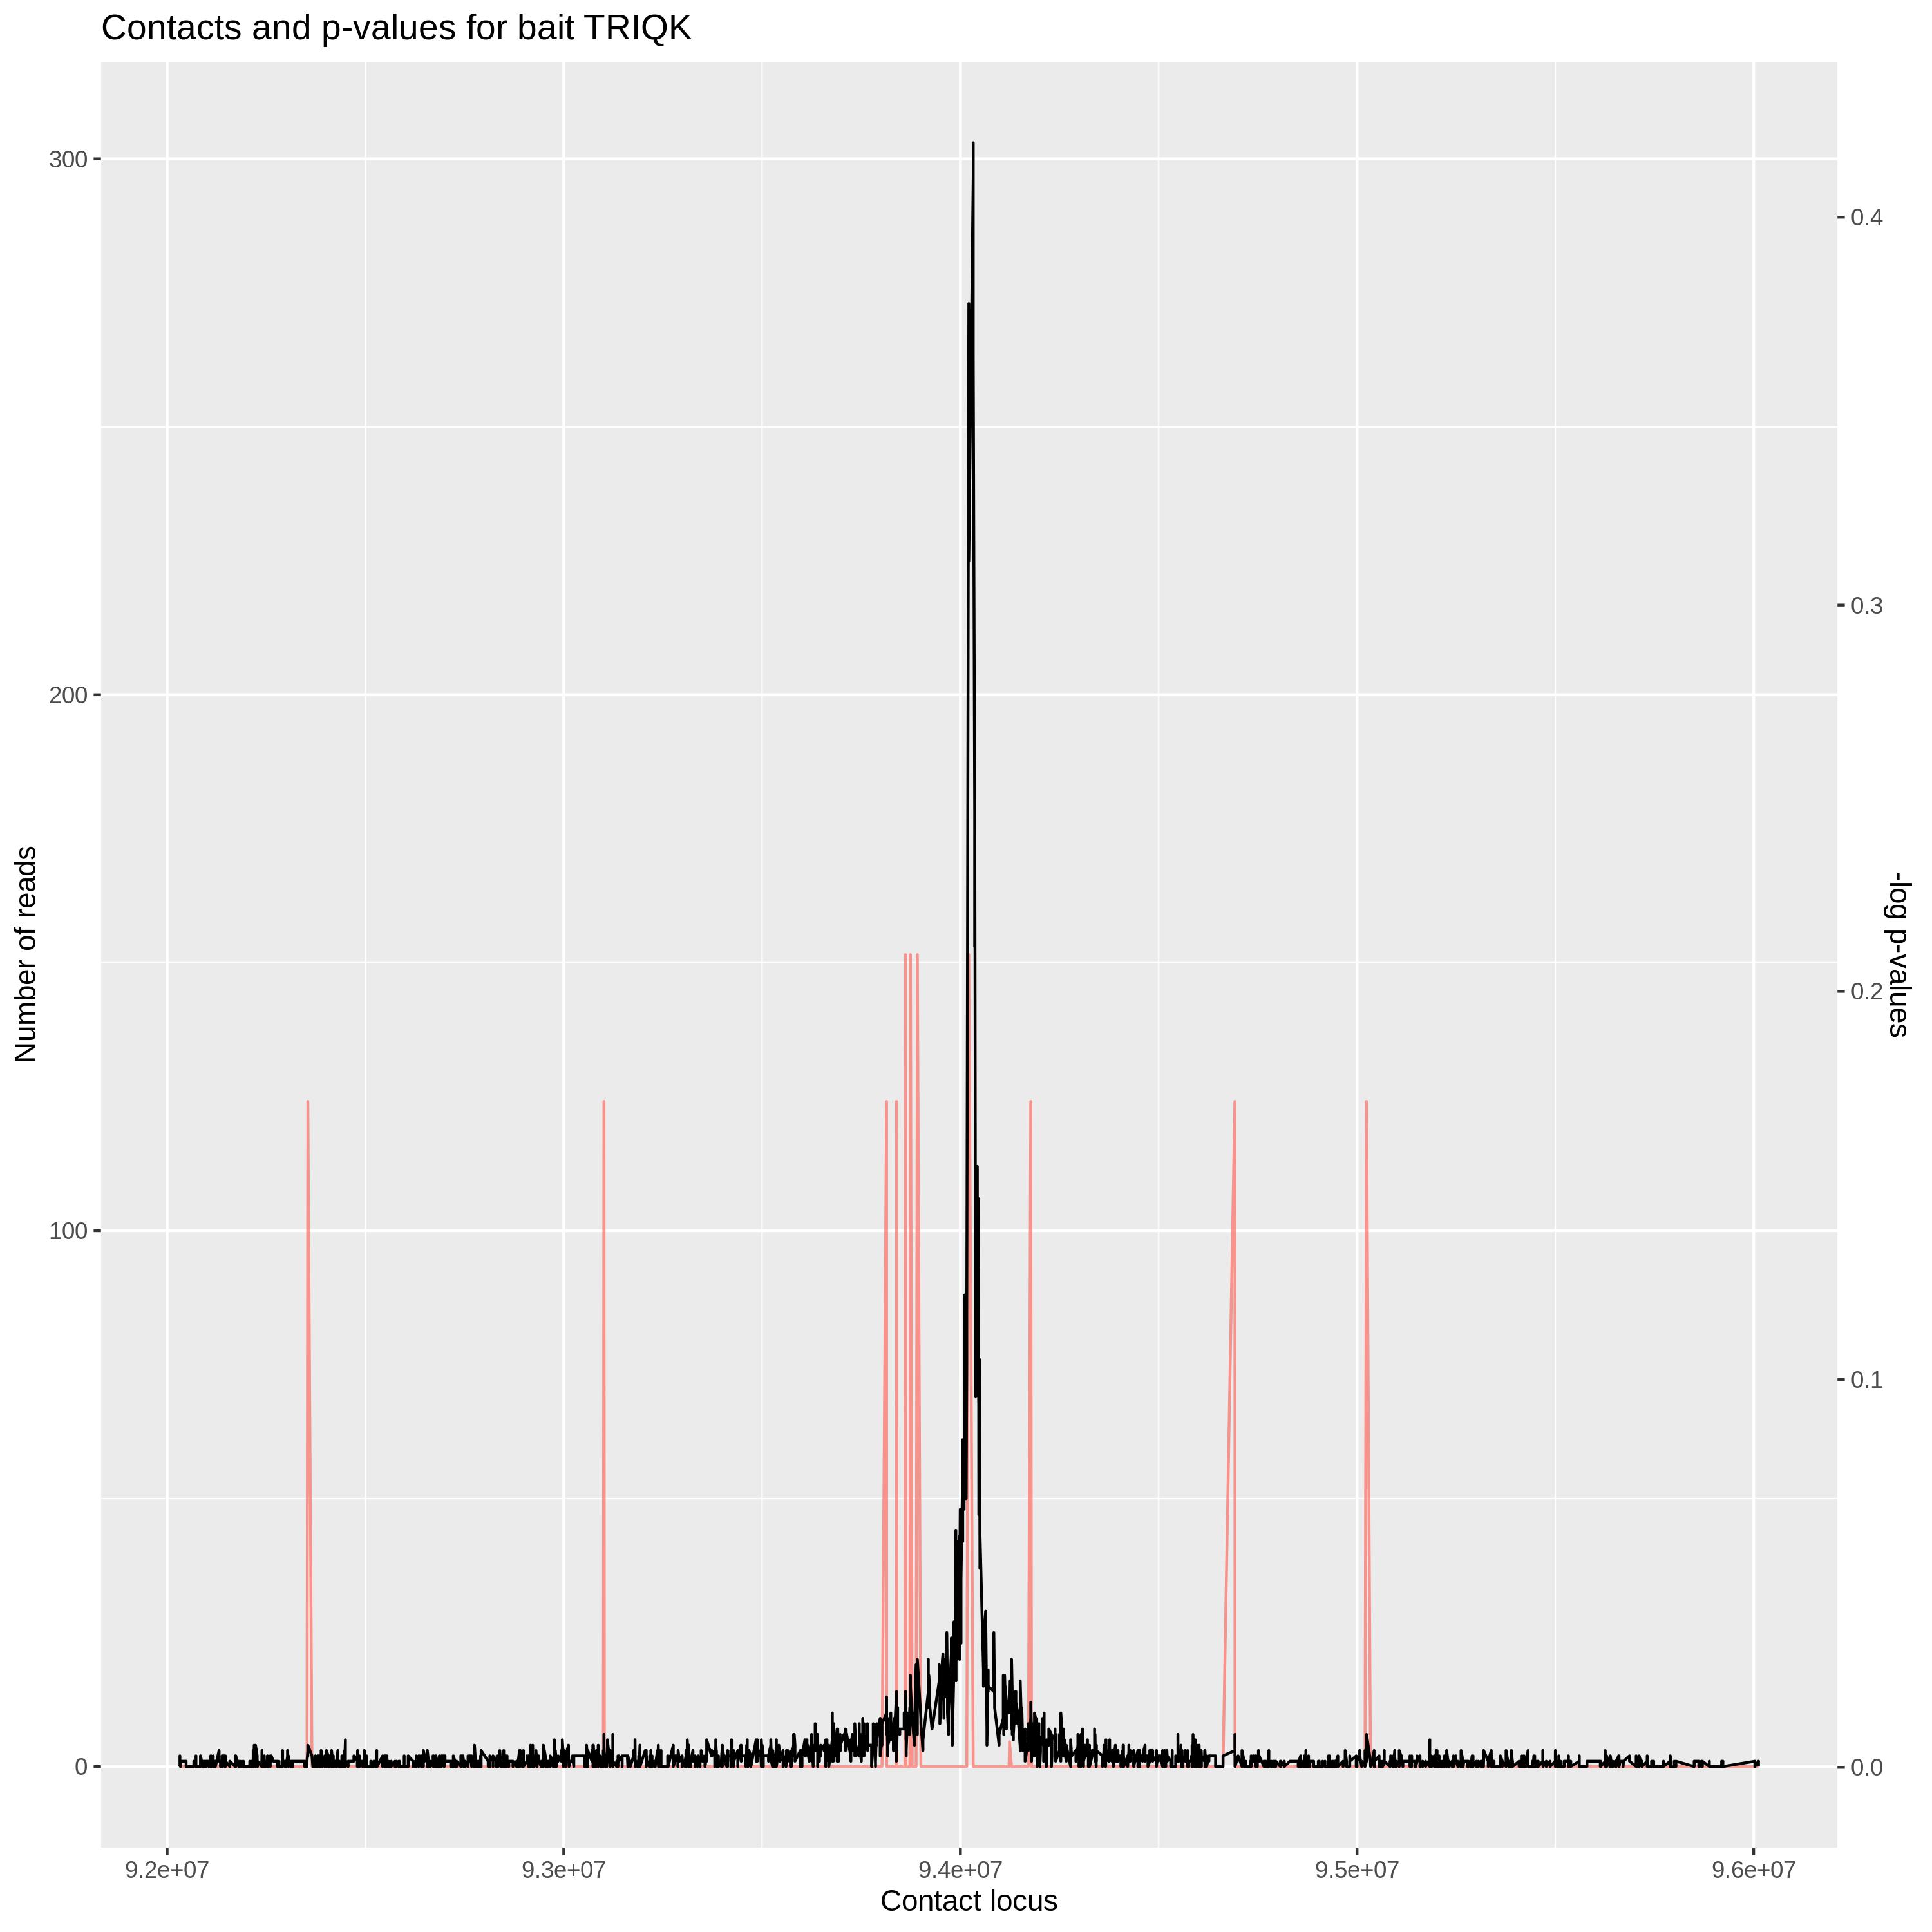 Contacts and p-values for bait TRIQK
300
200
100
0
Number of reads
0.4
0.3
0.2
0.1
0.0
-log p-values
9.2e+07 9.3e+07 9.4e+07 9.5e+07 9.6e+07
Contact locus